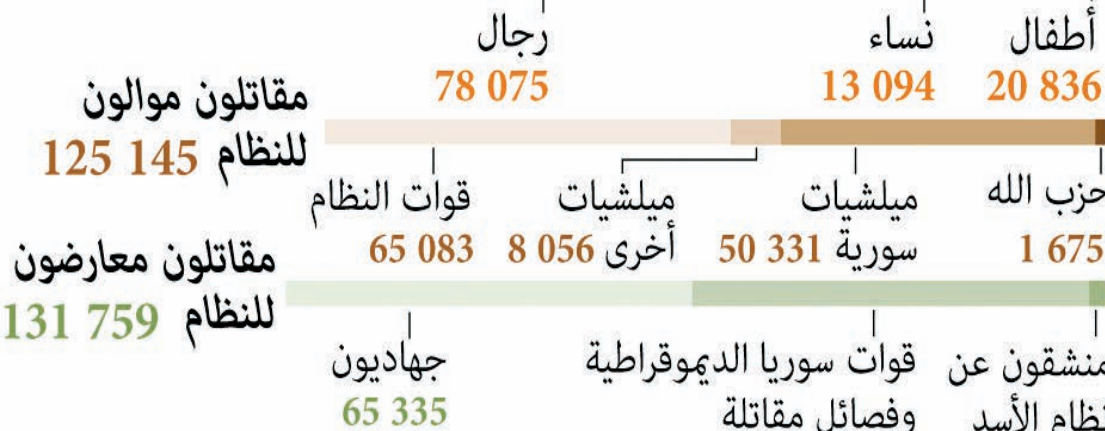 أطفال نساء رجال
20 836 13 094 78 075
مقاتلون موالون
للنظام 125 145
حزب الله
1 675
ميلشيات
سورية 50 331
ميلشيات
أخرى 8 056
قوات النظام
65 083
مقاتلون معارضون
للنظام 131 759
منشقون عن
نظام الأسد
قوات سوريا الديموقراطية
وفصائل مقاتلة
جهاديون
65 335